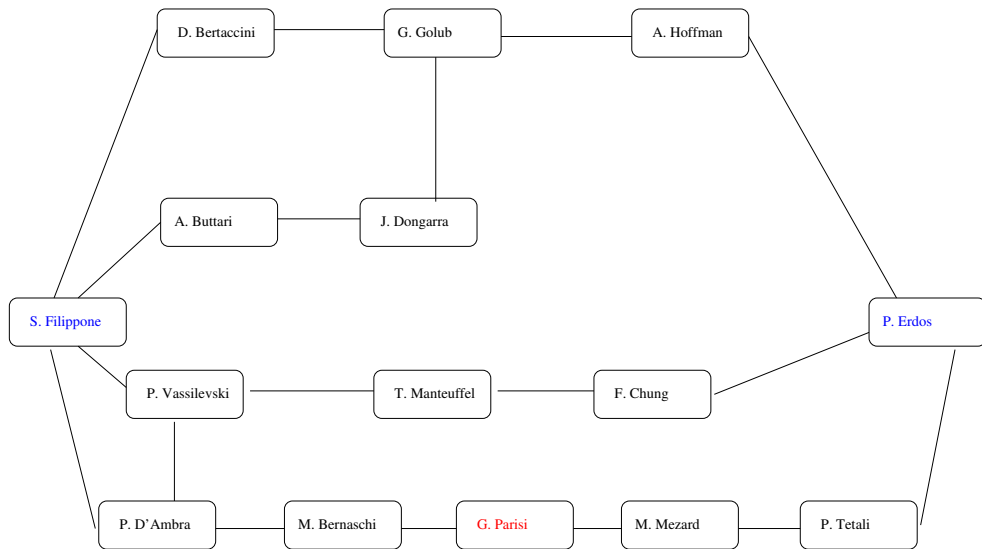 D. Bertaccini
G. Golub
A. Hoffman
A. Buttari
J. Dongarra
S. Filippone
P. Erdos
P. Vassilevski
T. Manteuffel
F. Chung
P. D'Ambra
M. Bernaschi
G. Parisi
M. Mezard
P. Tetali